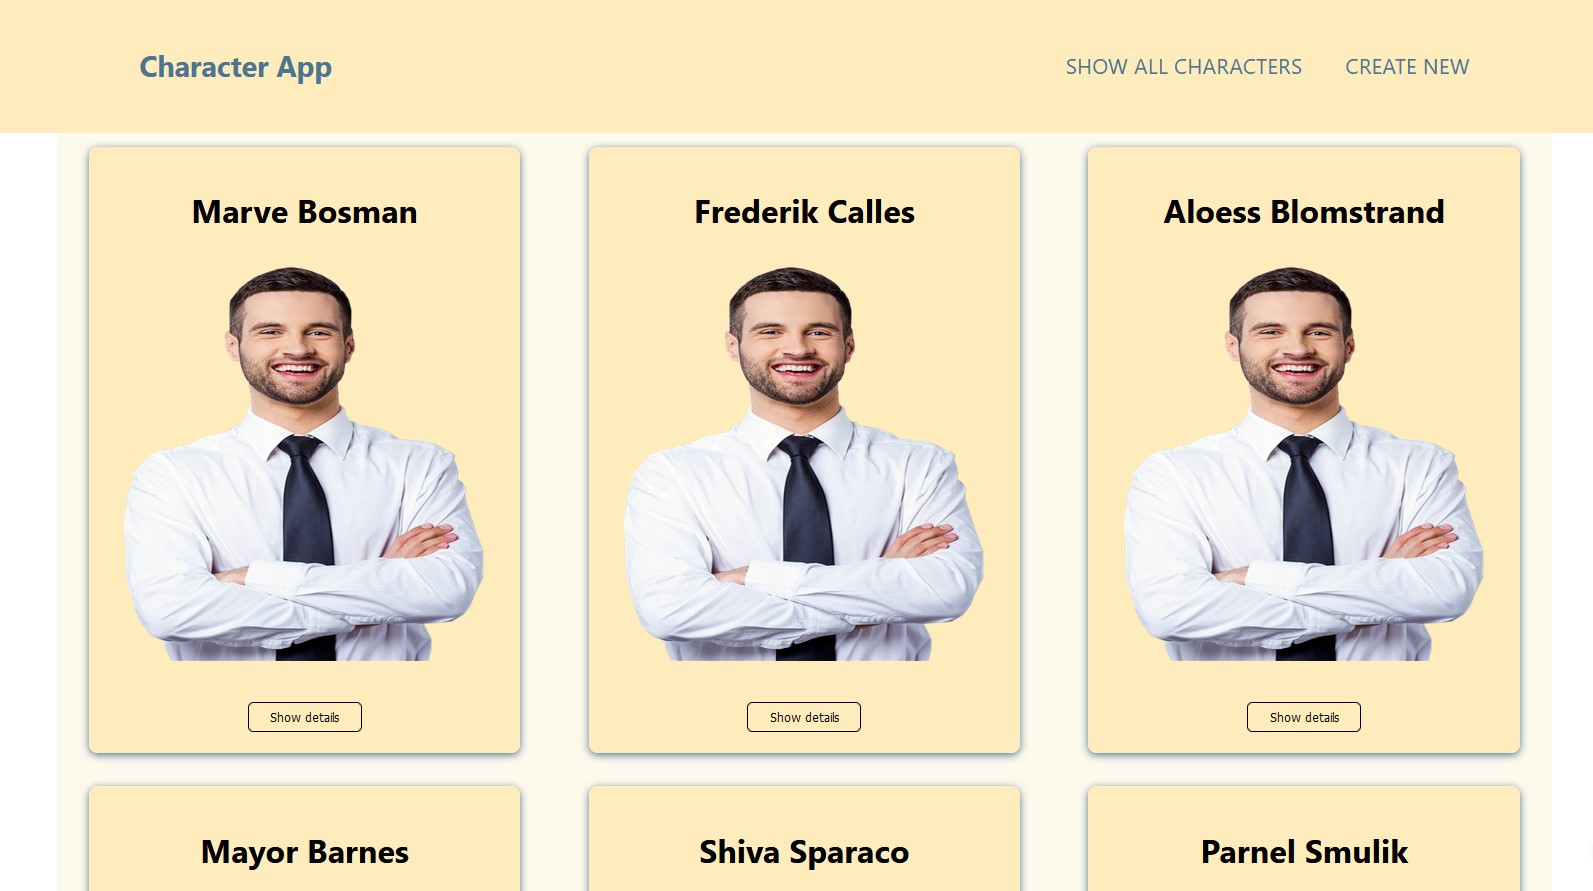 Character App
SHOW ALL CHARACTERS
CREATE NEW
Marve Bosman
Frederik Calles
Aloess Blomstrand
Show details
Show details
Show details
Mayor Barnes
Shiva Sparaco
Parnel Smulik